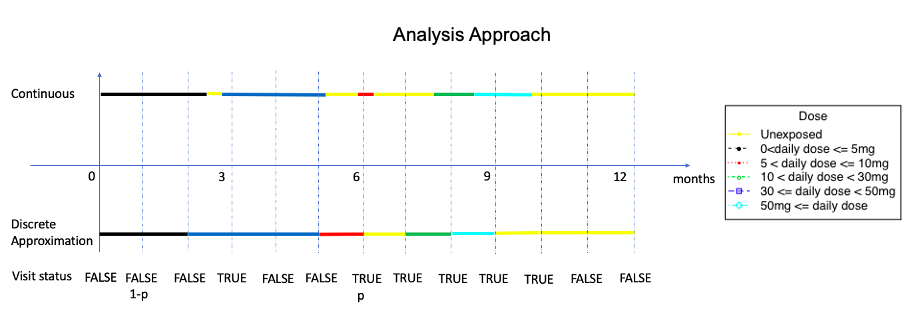 Analysis Approach
Continuous
0 3 6 9 12 months
Dose
Unexposed
0<daily dose <= 5mg
5 < daily dose <= 10mg
10 < daily dose < 30mg
30 <= daily dose < 50mg
50mg <= daily dose
Discrete
Approximation
Visit status FALSE FALSE FALSE TRUE FALSE FALSE TRUE TRUE TRUE TRUE TRUE FALSE FALSE
1-p p